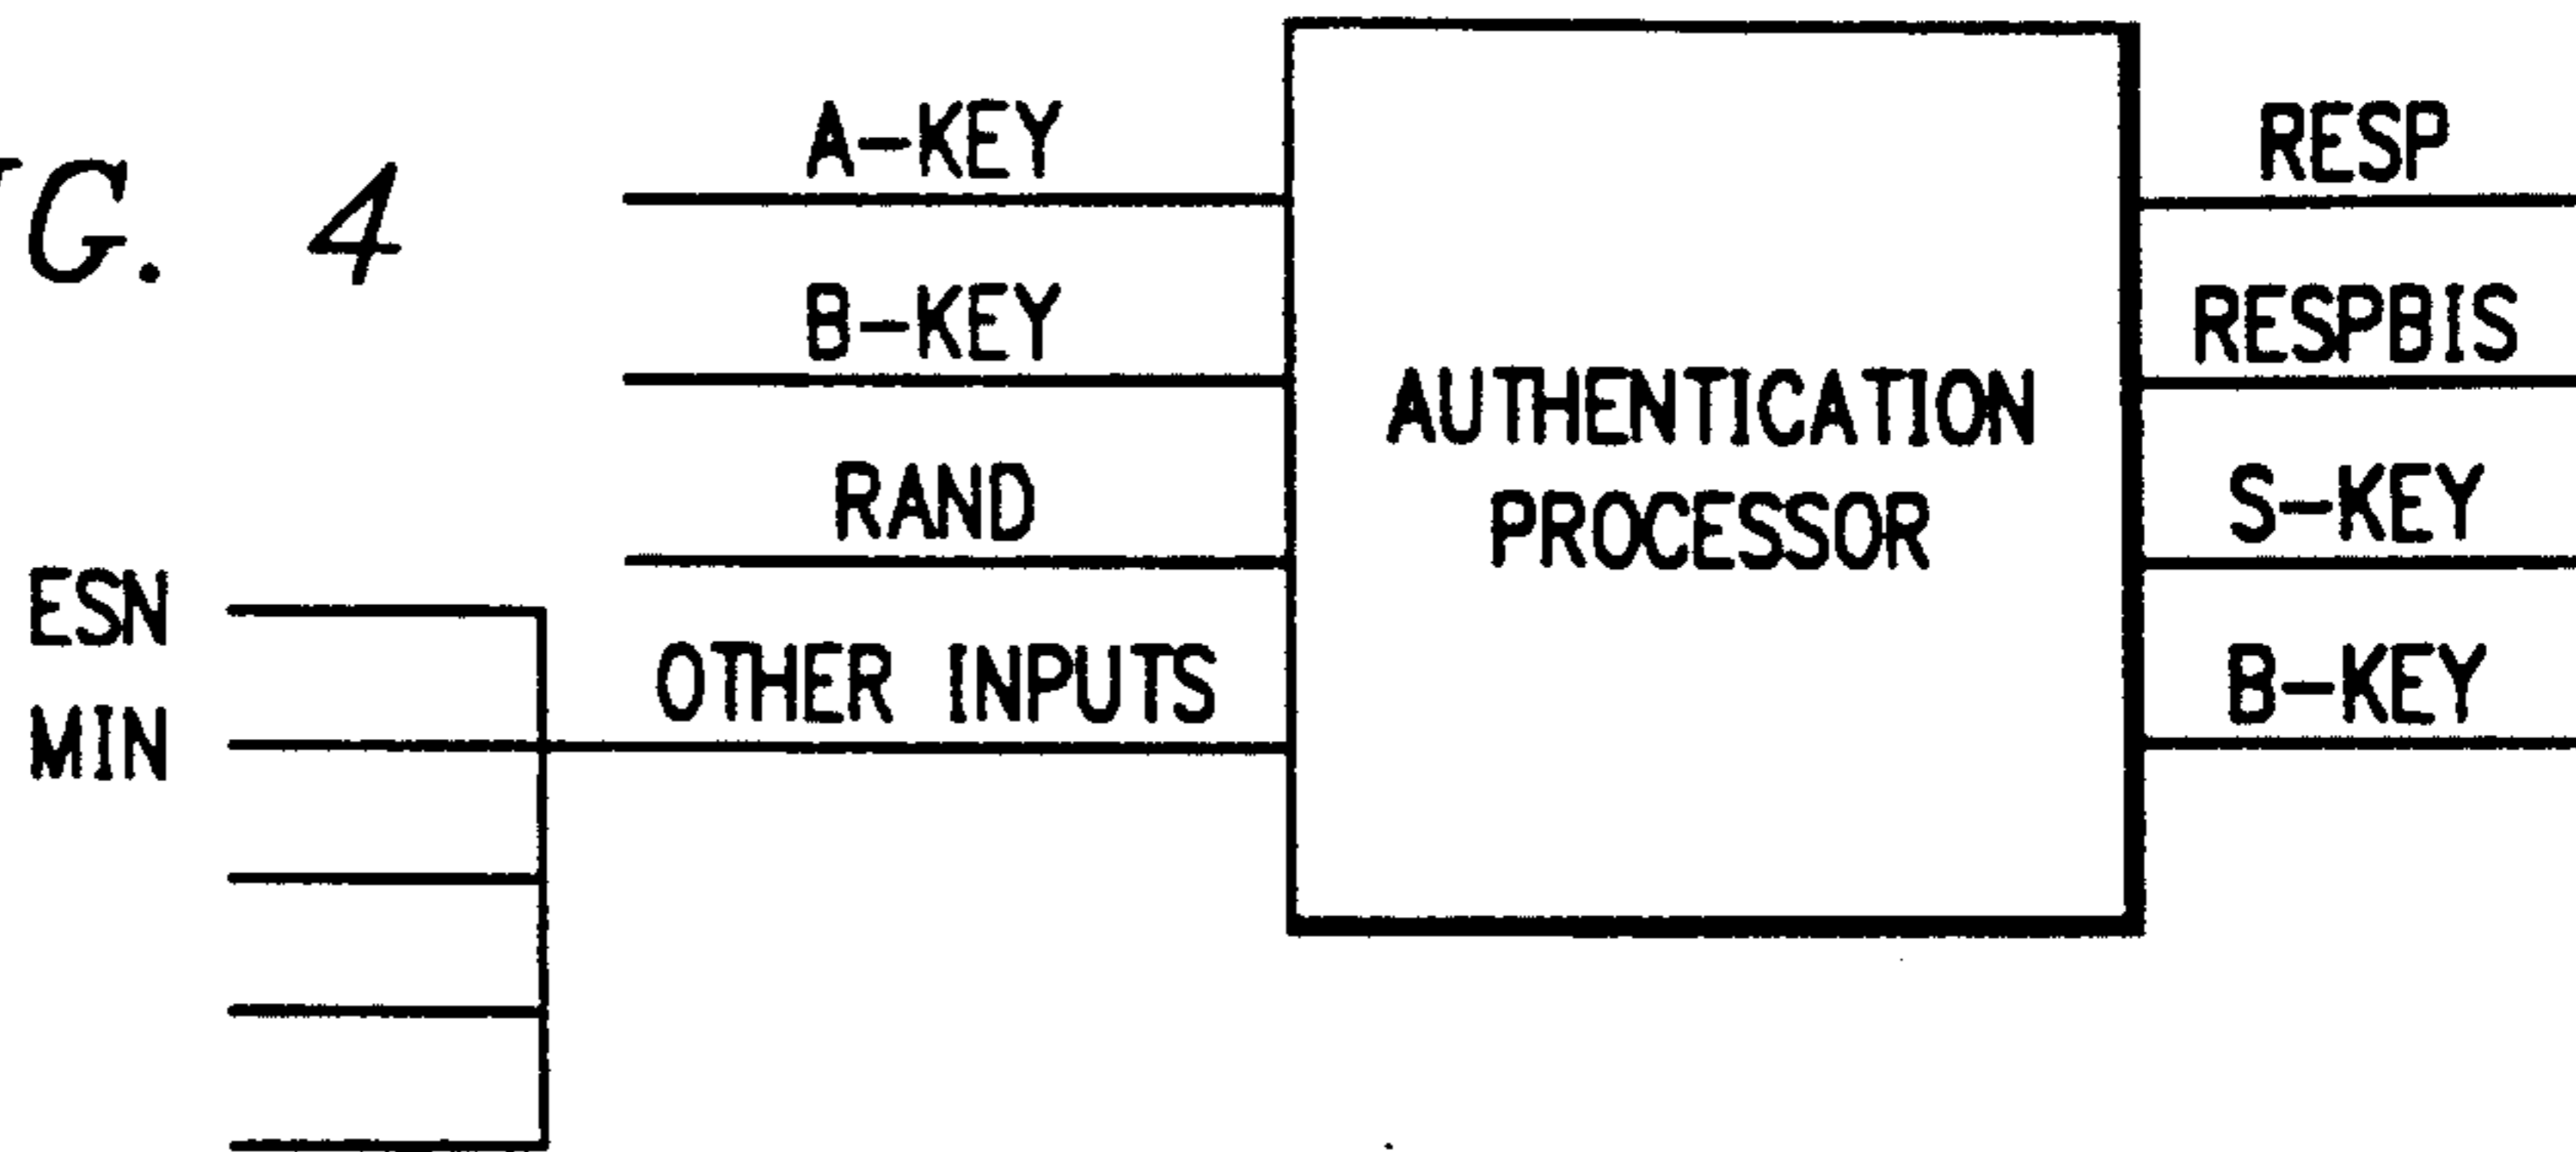 G. 4
A-KEY
B-KEY
RAND
OTHER INPUTS
ESN
MIN
AUTHENTICATION
PROCESSOR
RESP
RESPBIS
S-KEY
B-KEY